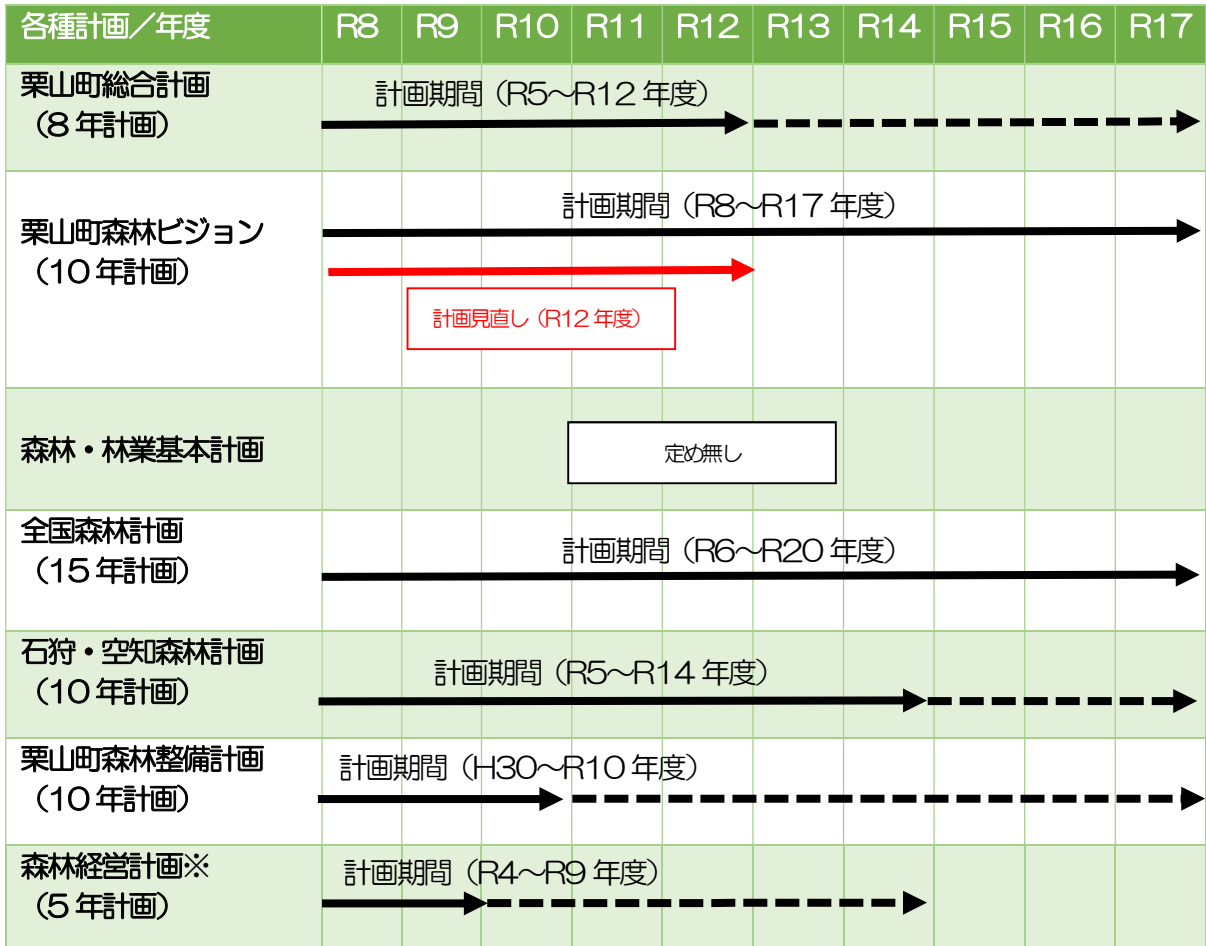 各種計画／年度 R8 R9 R10 R11 R12 R13 R14 R15 R16 R17
栗山町総合計画
（8年計画）
計画期間（R5～R12年度）
栗山町森林ビジョン
（10年計画）
計画期間（R8～R17年度）
計画見直し（R12年度）
森林・林業基本計画
定め無し
全国森林計画
（15年計画）
計画期間（R6～R20年度）
石狩・空知森林計画
（10年計画）
計画期間（R5～R14年度）
栗山町森林整備計画
（10年計画）
計画期間（H30～R10年度）
森林経営計画※
（5年計画）
計画期間（R4～R9年度）